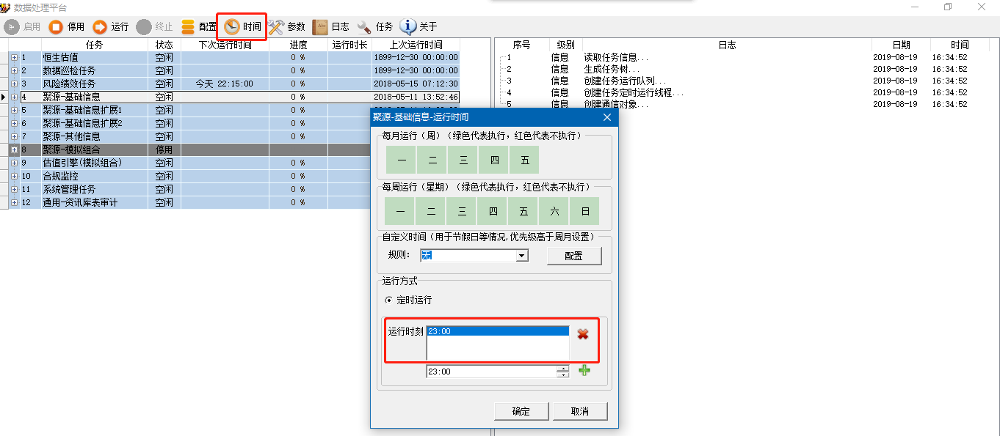 数据处理平台
启用 停用 运行 终止 配置 时间 参数 日志 任务 关于
任务 状态 下次运行时间 进度 运行时长 上次运行时间
1 恒生估值 空闲 0 % 1899-12-30 00:00:00
2 数据巡检任务 空闲 0 % 1899-12-30 00:00:00
3 风险绩效任务 空闲 今天 22:15:00 0 % 2018-05-15 07:12:30
4 聚源-基础信息 空闲 0 % 2018-05-11 13:52:46
5 聚源-基础信息扩展1 空闲 0 %
6 聚源-基础信息扩展2 空闲 0 %
7 聚源-其他信息 空闲 0 %
8 聚源-模拟组合 停用
9 估值引擎(模拟组合) 空闲 0 %
10 合规监控 空闲 0 %
11 系统管理任务 空闲 0 %
12 通用-资讯库表审计 空闲 0 %
序号 级别 日志 日期 时间
1 信息 读取任务信息... 2019-08-19 16:34:52
2 信息 生成任务树... 2019-08-19 16:34:52
3 信息 创建任务运行队列... 2019-08-19 16:34:52
4 信息 创建任务定时运行线程... 2019-08-19 16:34:52
5 信息 创建通信对象... 2019-08-19 16:34:52
聚源-基础信息-运行时间
每月运行（周）（绿色代表执行，红色代表不执行）
一 二 三 四 五
每周运行（星期）（绿色代表执行，红色代表不执行）
一 二 三 四 五 六 日
自定义时间（用于节假日等情况,优先级高于周月设置）
规则： 无 配置
运行方式
定时运行
运行时刻 23:00
23:00
确定 取消